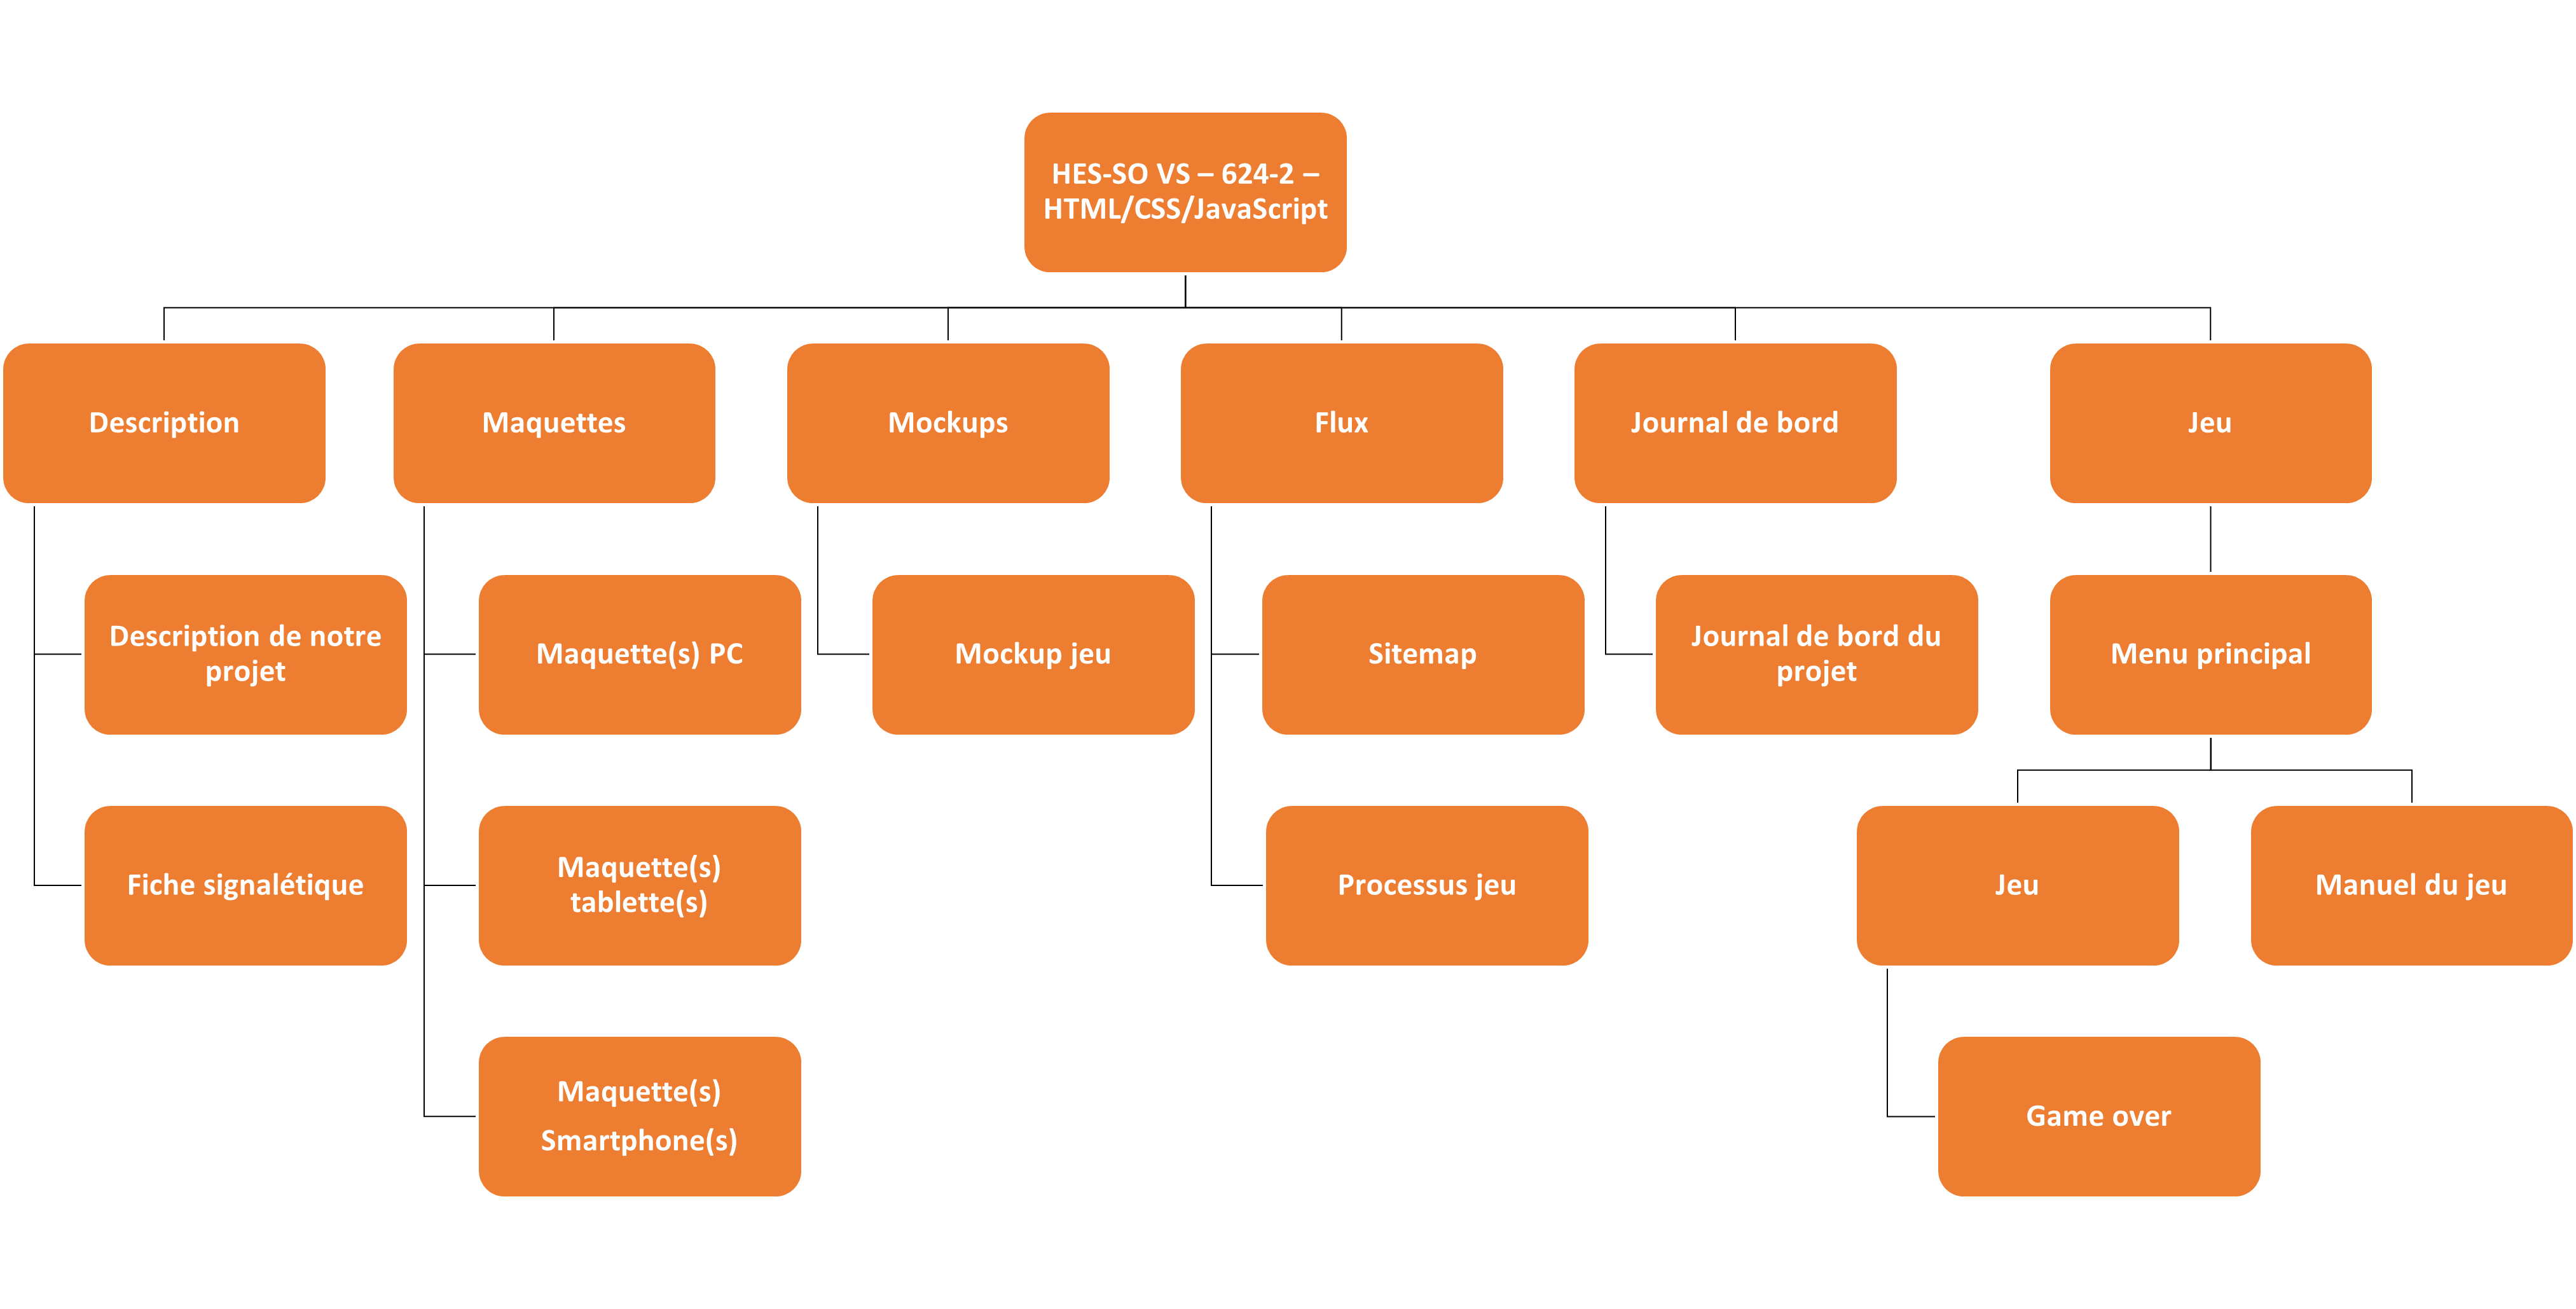 HES-SO VS – 624-2 –
HTML/CSS/JavaScript
Description
Maquettes
Mockups
Flux
Journal de bord
Jeu
Description de notre
projet
Maquette(s) PC
Mockup jeu
Sitemap
Journal de bord du
projet
Menu principal
Fiche signalétique
Maquette(s)
tablette(s)
Processus jeu
Jeu
Manuel du jeu
Maquette(s)
Smartphone(s)
Game over